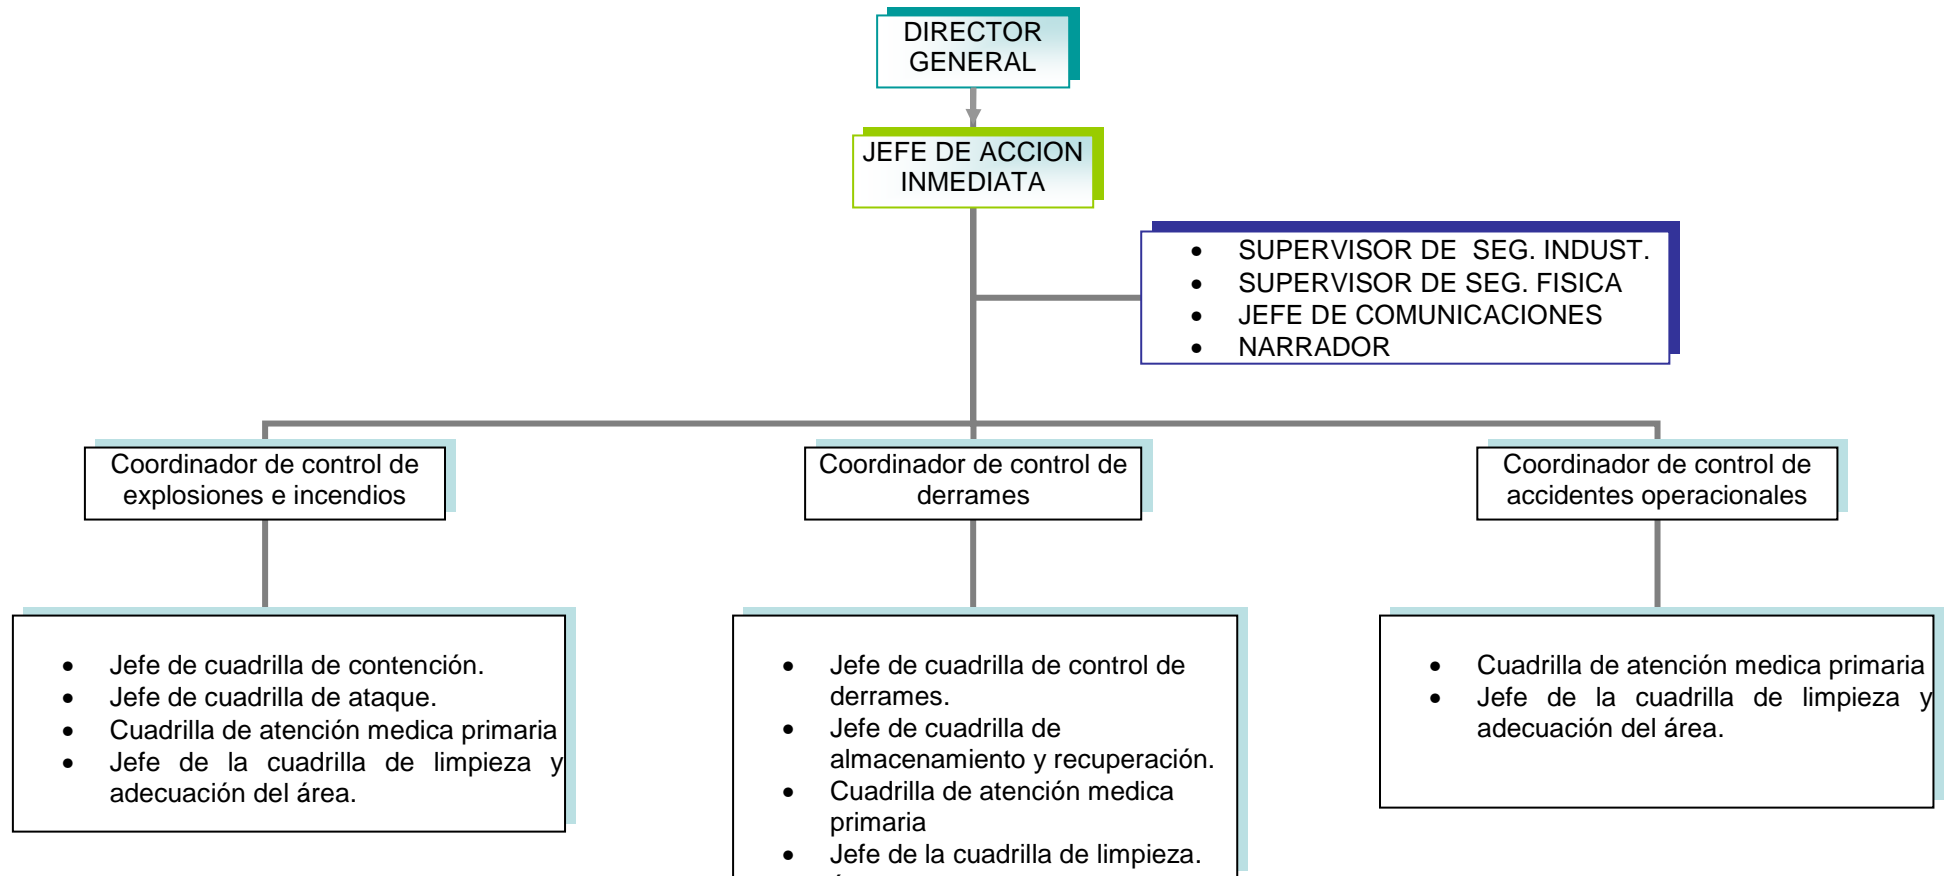 DIRECTOR
GENERAL
JEFE DE ACCION
INMEDIATA
• SUPERVISOR DE SEG. INDUST.
• SUPERVISOR DE SEG. FISICA
• JEFE DE COMUNICACIONES
• NARRADOR
Coordinador de control de
explosiones e incendios
Coordinador de control de
derrames
Coordinador de control de
accidentes operacionales
• Jefe de cuadrilla de contención.
• Jefe de cuadrilla de ataque.
• Cuadrilla de atención medica primaria
• Jefe de la cuadrilla de limpieza y
adecuación del área.
• Jefe de cuadrilla de control de
derrames.
• Jefe de cuadrilla de
almacenamiento y recuperación.
• Cuadrilla de atención medica
primaria
• Jefe de la cuadrilla de limpieza.
• Cuadrilla de atención medica primaria
• Jefe de la cuadrilla de limpieza y
adecuación del área.